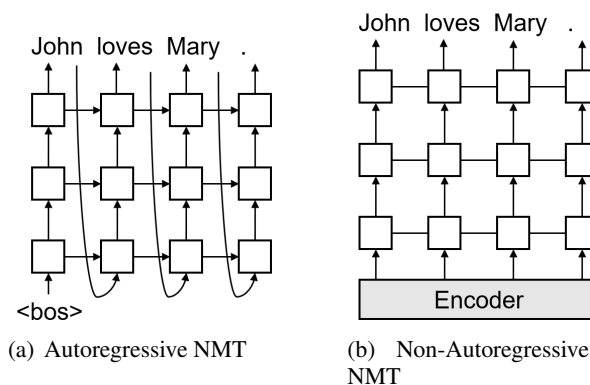 John loves Mary .
<bos>
(a) Autoregressive NMT
John loves Mary .
Encoder
(b) Non-Autoregressive
NMT